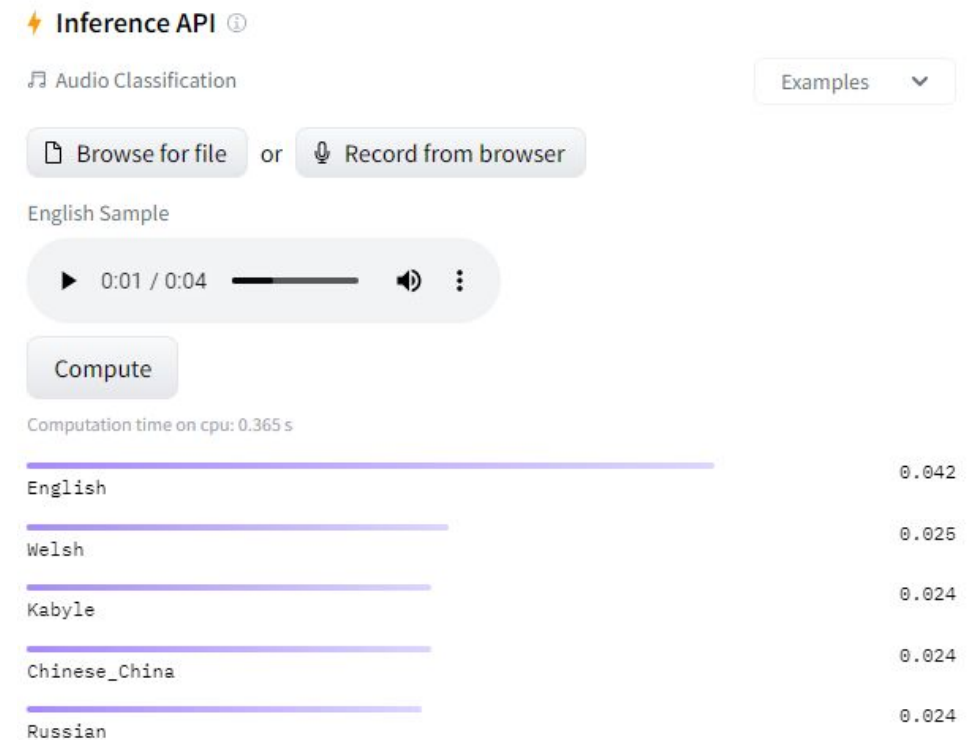 Inference API
Audio Classification
Examples
Browse for file or Record from browser
English Sample
0:01 / 0:04
Compute
Computation time on cpu: 0.365 s
English 0.042
Welsh 0.025
Kabyle 0.024
Chinese_China 0.024
Russian 0.024